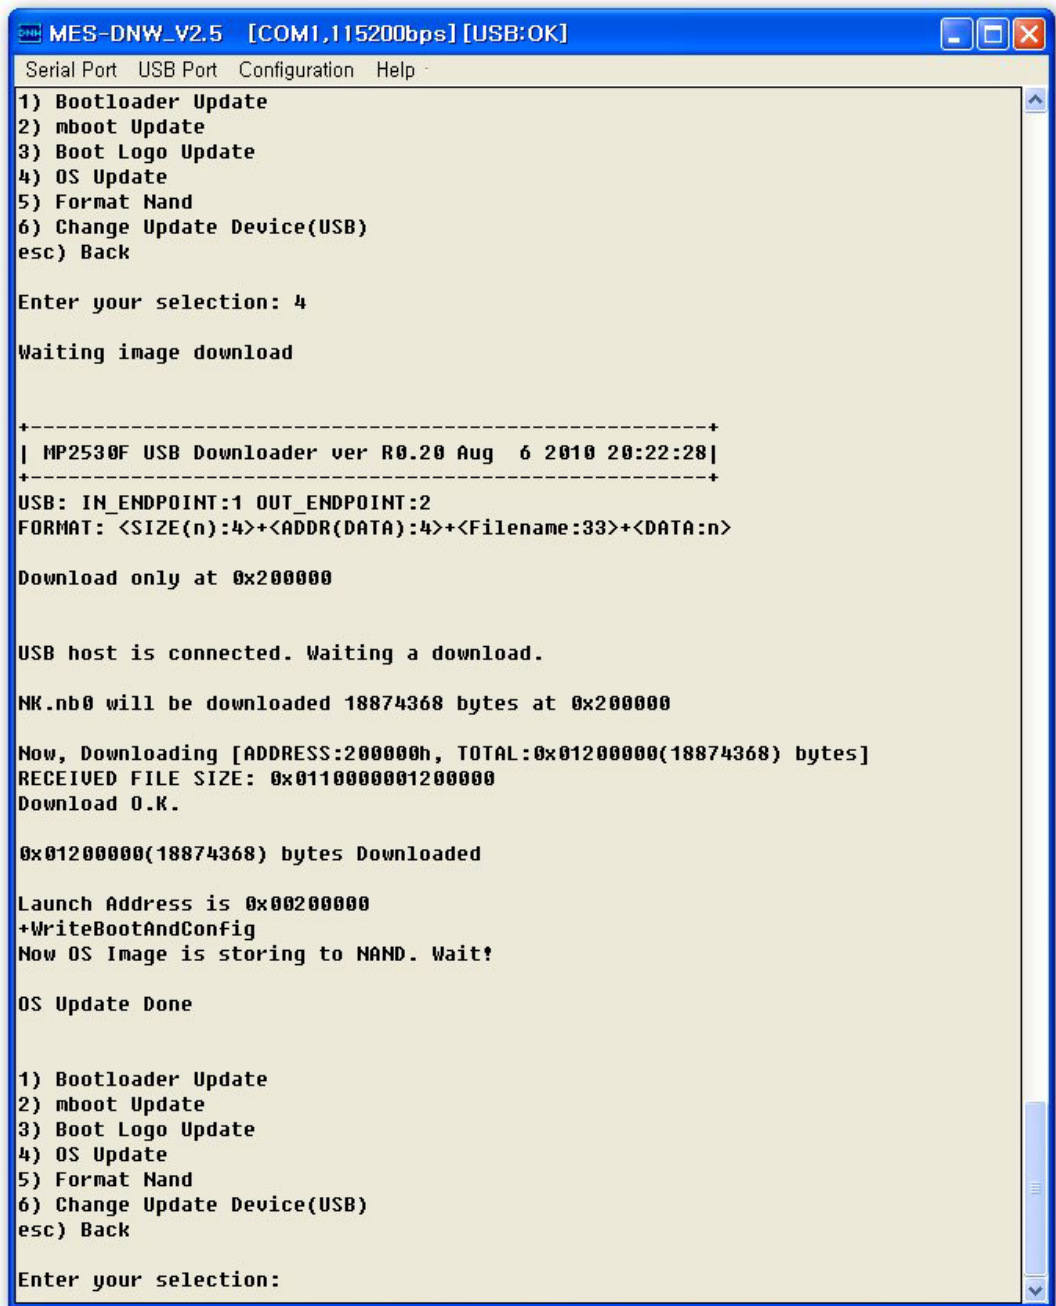 MES-DNW_V2.5 [COM1,115200bps][USB:OK]
Serial Port USB Port Configuration Help
1) Bootloader Update
2) mboot Update
3) Boot Logo Update
4) OS Update
5) Format Nand
6) Change Update Device(USB)
esc) Back
Enter your selection: 4
Waiting image download
+------------------------------------------------------+
| MP2530F USB Downloader ver R0.20 Aug  6 2010 20:22:28|
+------------------------------------------------------+
USB: IN_ENDPOINT:1 OUT_ENDPOINT:2
FORMAT: <SIZE(n):4>+<ADDR(DATA):4>+<Filename:33>+<DATA:n>
Download only at 0x200000
USB host is connected. Waiting a download.
NK.nb0 will be downloaded 18874368 bytes at 0x200000
Now, Downloading [ADDRESS:200000h, TOTAL:0x01200000(18874368) bytes]
RECEIVED FILE SIZE: 0x0110000001200000
Download O.K.
0x01200000(18874368) bytes Downloaded
Launch Address is 0x00200000
+WriteBootAndConfig
Now OS Image is storing to NAND. Wait!
OS Update Done
1) Bootloader Update
2) mboot Update
3) Boot Logo Update
4) OS Update
5) Format Nand
6) Change Update Device(USB)
esc) Back
Enter your selection: